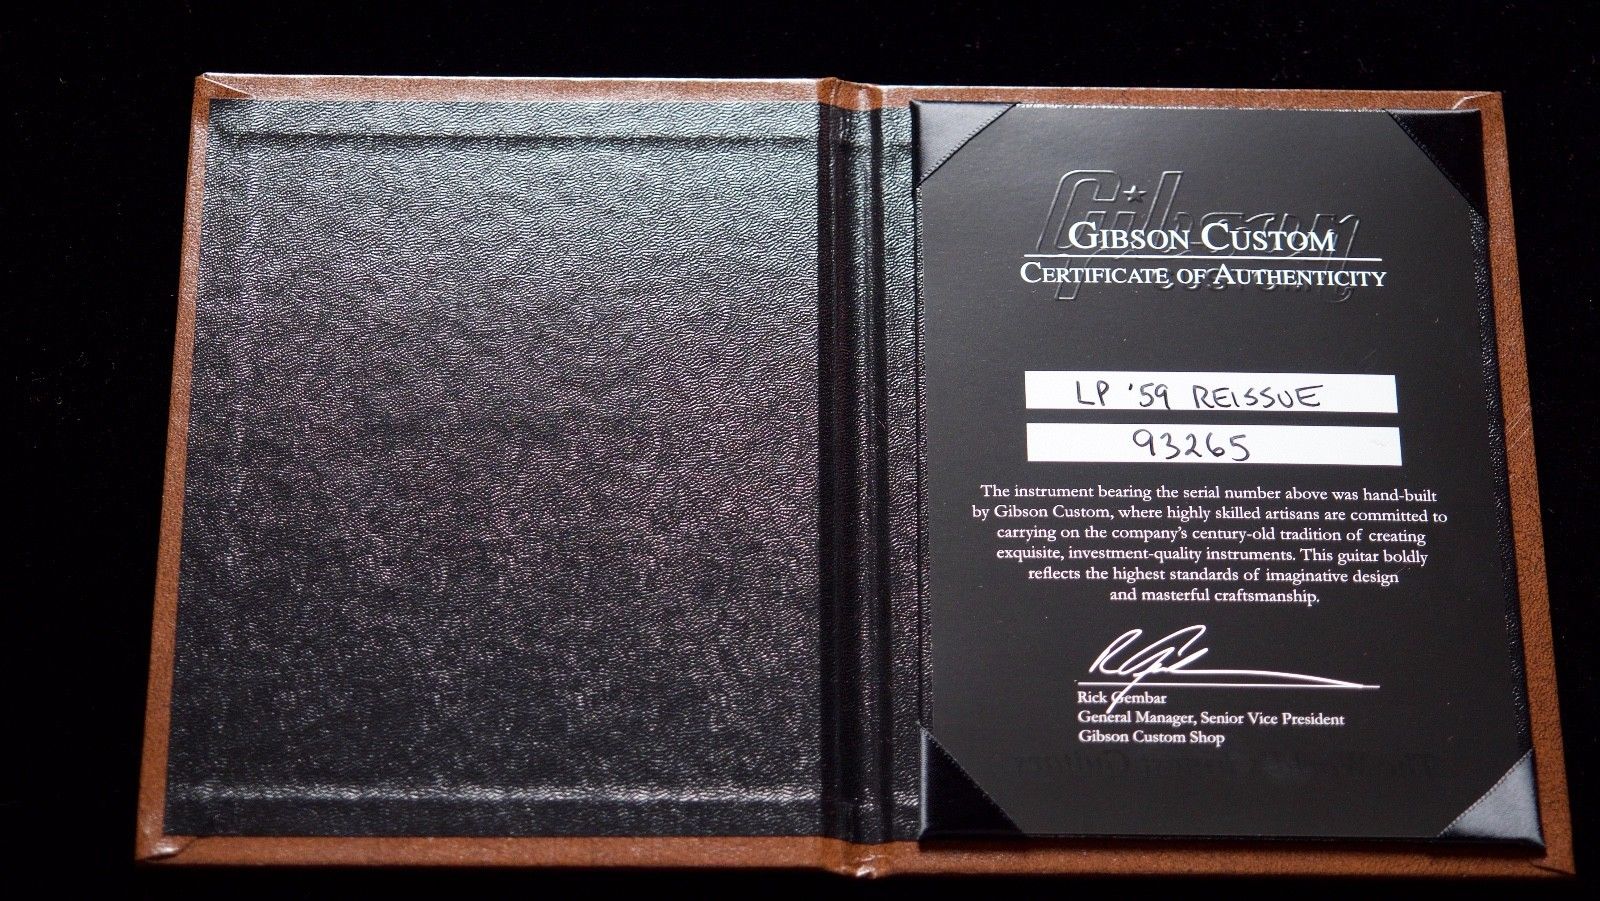 Gibson
CUSTOM
GIBSON CUSTOM
CERTIFICATE OF AUTHENTICITY
LP '59 REISSUE
93265
The instrument bearing the serial number above was hand-built
by Gibson Custom, where highly skilled artisans are committed to
carrying on the company's century-old tradition of creating
exquisite, investment-quality instruments. This guitar boldly
reflects the highest standards of imaginative design
and masterful craftsmanship.
Rick Gembar
General Manager, Senior Vice President
Gibson Custom Shop